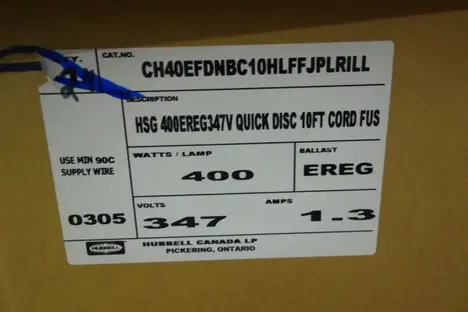 CAT.NO.
CH40EFDNBC10HLFFJPLRILL
DESCRIPTION
HSG 400EREG347V QUICK DISC 10FT CORD FUS
USE MIN 90C
SUPPLY WIRE
WATTS / LAMP
400
BALLAST
EREG
0305
VOLTS
347
AMPS
1.3
HUBBELL
HUBBELL CANADA LP
PICKERING, ONTARIO